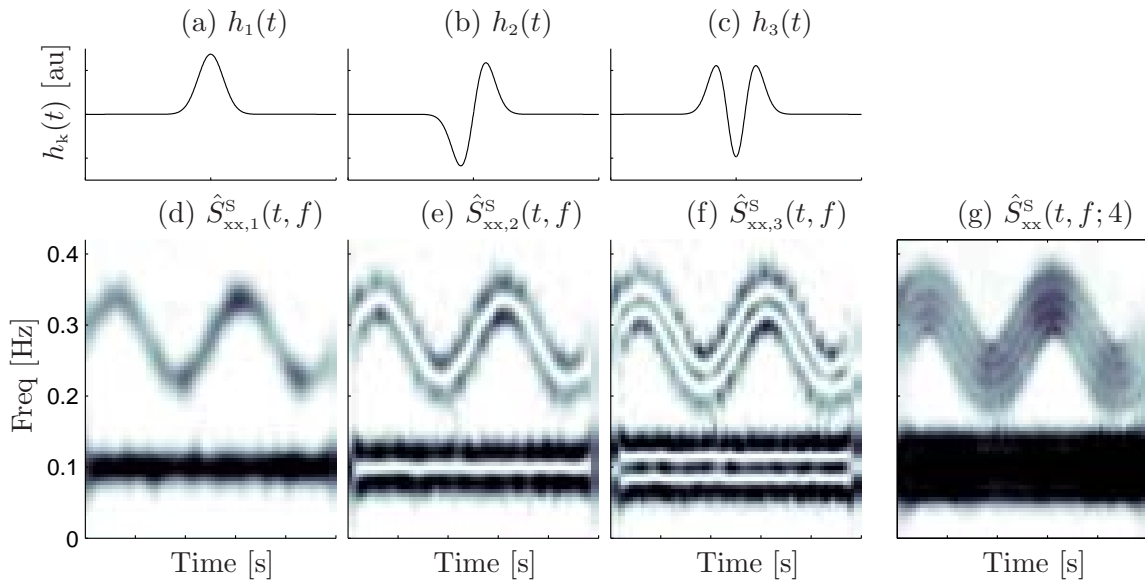 (a) h₁(t)
(b) h₂(t)
(c) h₃(t)
hₖ(t) [au]
(d) Ŝˢₓₓ,₁(t, f)
(e) Ŝˢₓₓ,₂(t, f)
(f) Ŝˢₓₓ,₃(t, f)
(g) Ŝˢₓₓ(t, f; 4)
Freq [Hz]
0.4
0.3
0.2
0.1
0
Time [s]
Time [s]
Time [s]
Time [s]